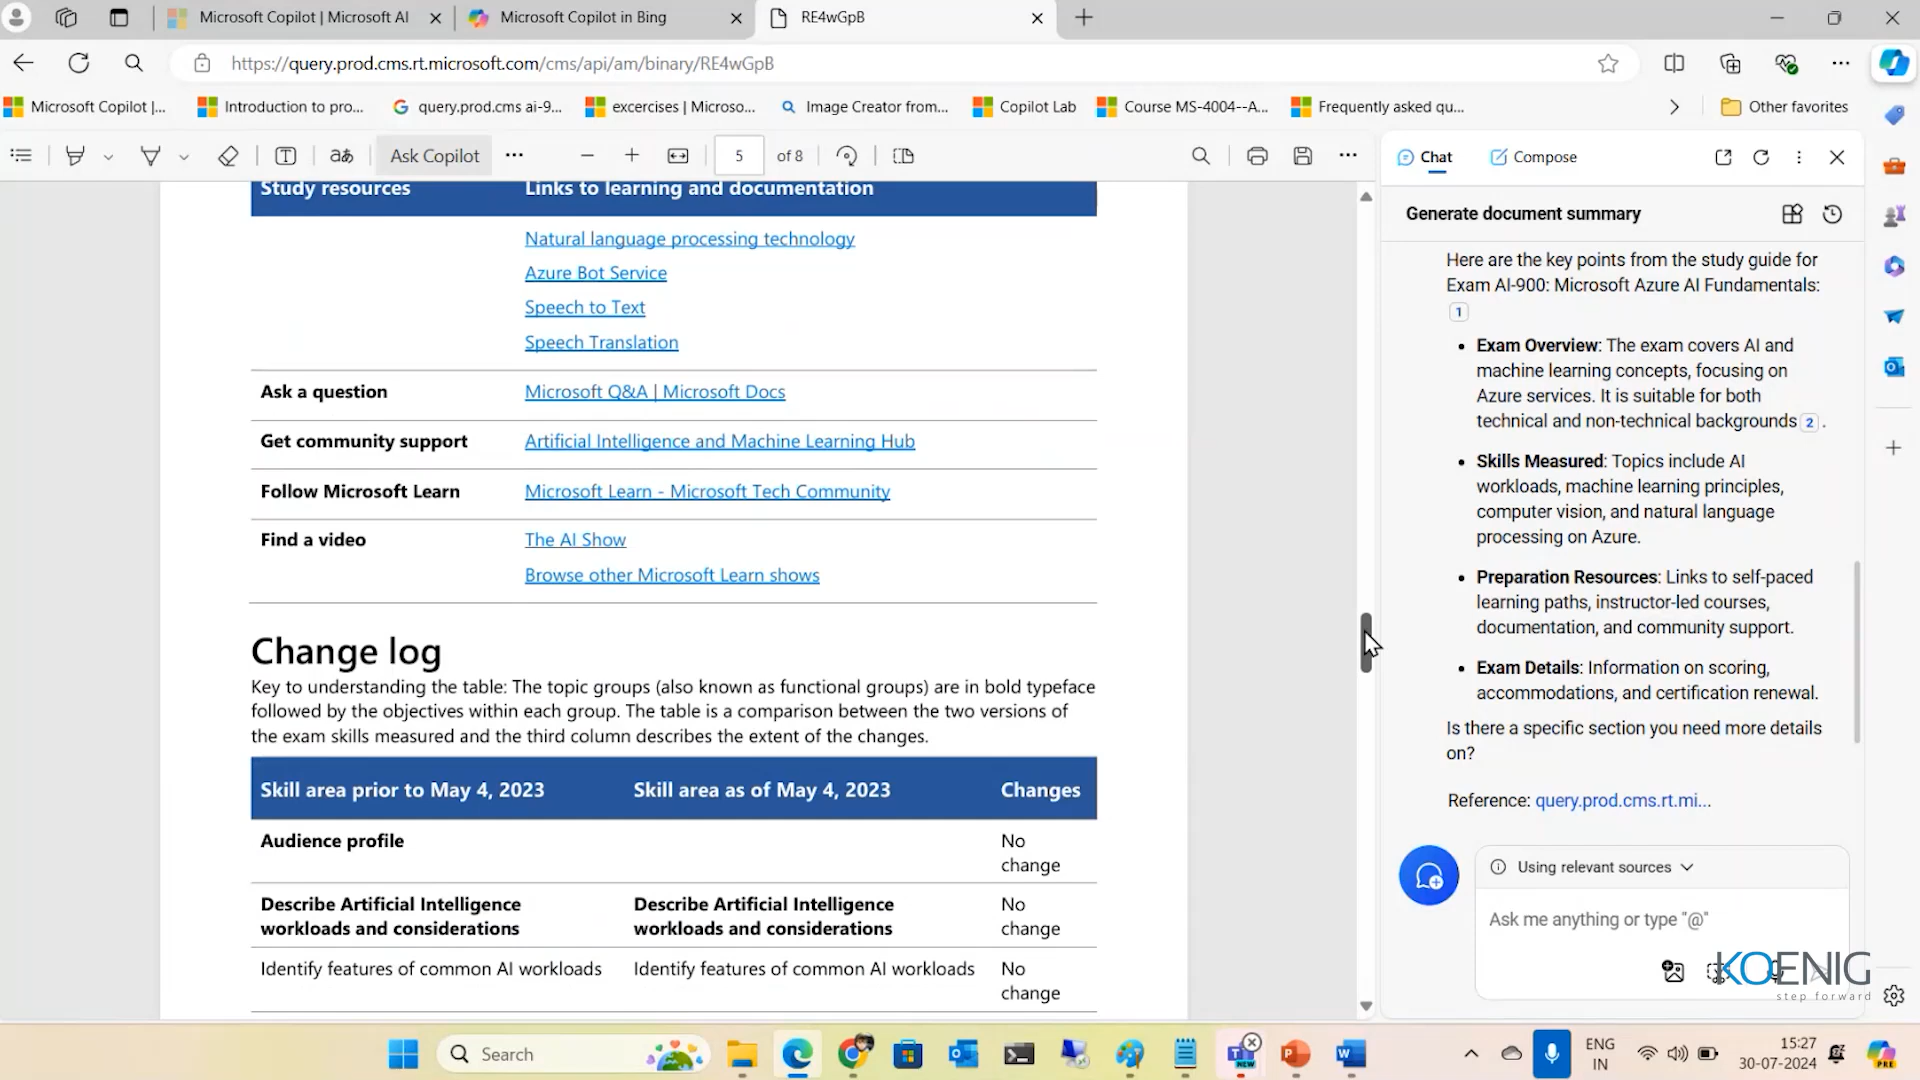 Microsoft Copilot | Microsoft AI
Microsoft Copilot in Bing
RE4wGpB
https://query.prod.cms.rt.microsoft.com/cms/api/am/binary/RE4wGpB
Microsoft Copilot |...
Introduction to pro...
query.prod.cms ai-9...
excercises | Microso...
Image Creator from...
Copilot Lab
Course MS-4004--A...
Frequently asked qu...
Other favorites
Ask Copilot
5 of 8
Chat
Compose
Study resources Links to learning and documentation
Natural language processing technology
Azure Bot Service
Speech to Text
Speech Translation
Ask a question Microsoft Q&A | Microsoft Docs
Get community support Artificial Intelligence and Machine Learning Hub
Follow Microsoft Learn Microsoft Learn - Microsoft Tech Community
Find a video The AI Show
Browse other Microsoft Learn shows
Change log
Key to understanding the table: The topic groups (also known as functional groups) are in bold typeface
followed by the objectives within each group. The table is a comparison between the two versions of
the exam skills measured and the third column describes the extent of the changes.
Skill area prior to May 4, 2023 Skill area as of May 4, 2023 Changes
Audience profile No
change
Describe Artificial Intelligence Describe Artificial Intelligence No
workloads and considerations workloads and considerations change
Identify features of common AI workloads Identify features of common AI workloads No
change
Generate document summary
Here are the key points from the study guide for
Exam AI-900: Microsoft Azure AI Fundamentals:
1
• Exam Overview: The exam covers AI and
machine learning concepts, focusing on
Azure services. It is suitable for both
technical and non-technical backgrounds 2 .
• Skills Measured: Topics include AI
workloads, machine learning principles,
computer vision, and natural language
processing on Azure.
• Preparation Resources: Links to self-paced
learning paths, instructor-led courses,
documentation, and community support.
• Exam Details: Information on scoring,
accommodations, and certification renewal.
Is there a specific section you need more details
on?
Reference: query.prod.cms.rt.mi...
Using relevant sources
Ask me anything or type "@"
KOENIG
step forward
Search
NEW
ENG
IN
15:27
30-07-2024
PRE